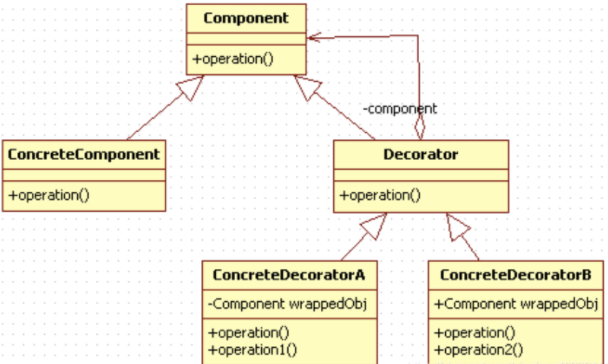 Component
+operation()
-component
ConcreteComponent
+operation()
Decorator
+operation()
ConcreteDecoratorA
-Component wrappedObj
+operation()
+operation1()
ConcreteDecoratorB
+Component wrappedObj
+operation()
+operation2()